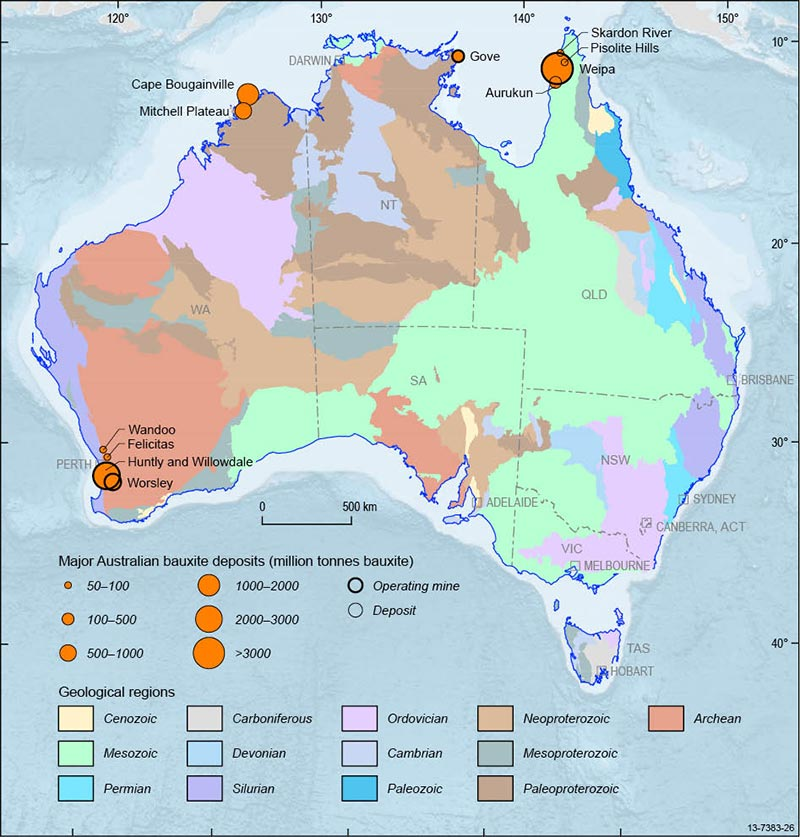 120°
130°
140°
150°
10°
20°
30°
40°
Skardon River
Pisolite Hills
Weipa
Aurukun
Gove
DARWIN
Cape Bougainville
Mitchell Plateau
NT
WA
QLD
SA
BRISBANE
Wandoo
Felicitas
PERTH
Huntly and Willowdale
Worsley
NSW
ADELAIDE
SYDNEY
CANBERRA, ACT
VIC
MELBOURNE
TAS
HOBART
0
500 km
Major Australian bauxite deposits (million tonnes bauxite)
50–100
1000–2000
Operating mine
100–500
2000–3000
Deposit
500–1000
>3000
Geological regions
Cenozoic
Carboniferous
Ordovician
Neoproterozoic
Archean
Mesozoic
Devonian
Cambrian
Mesoproterozoic
Permian
Silurian
Paleozoic
Paleoproterozoic
13-7383-26